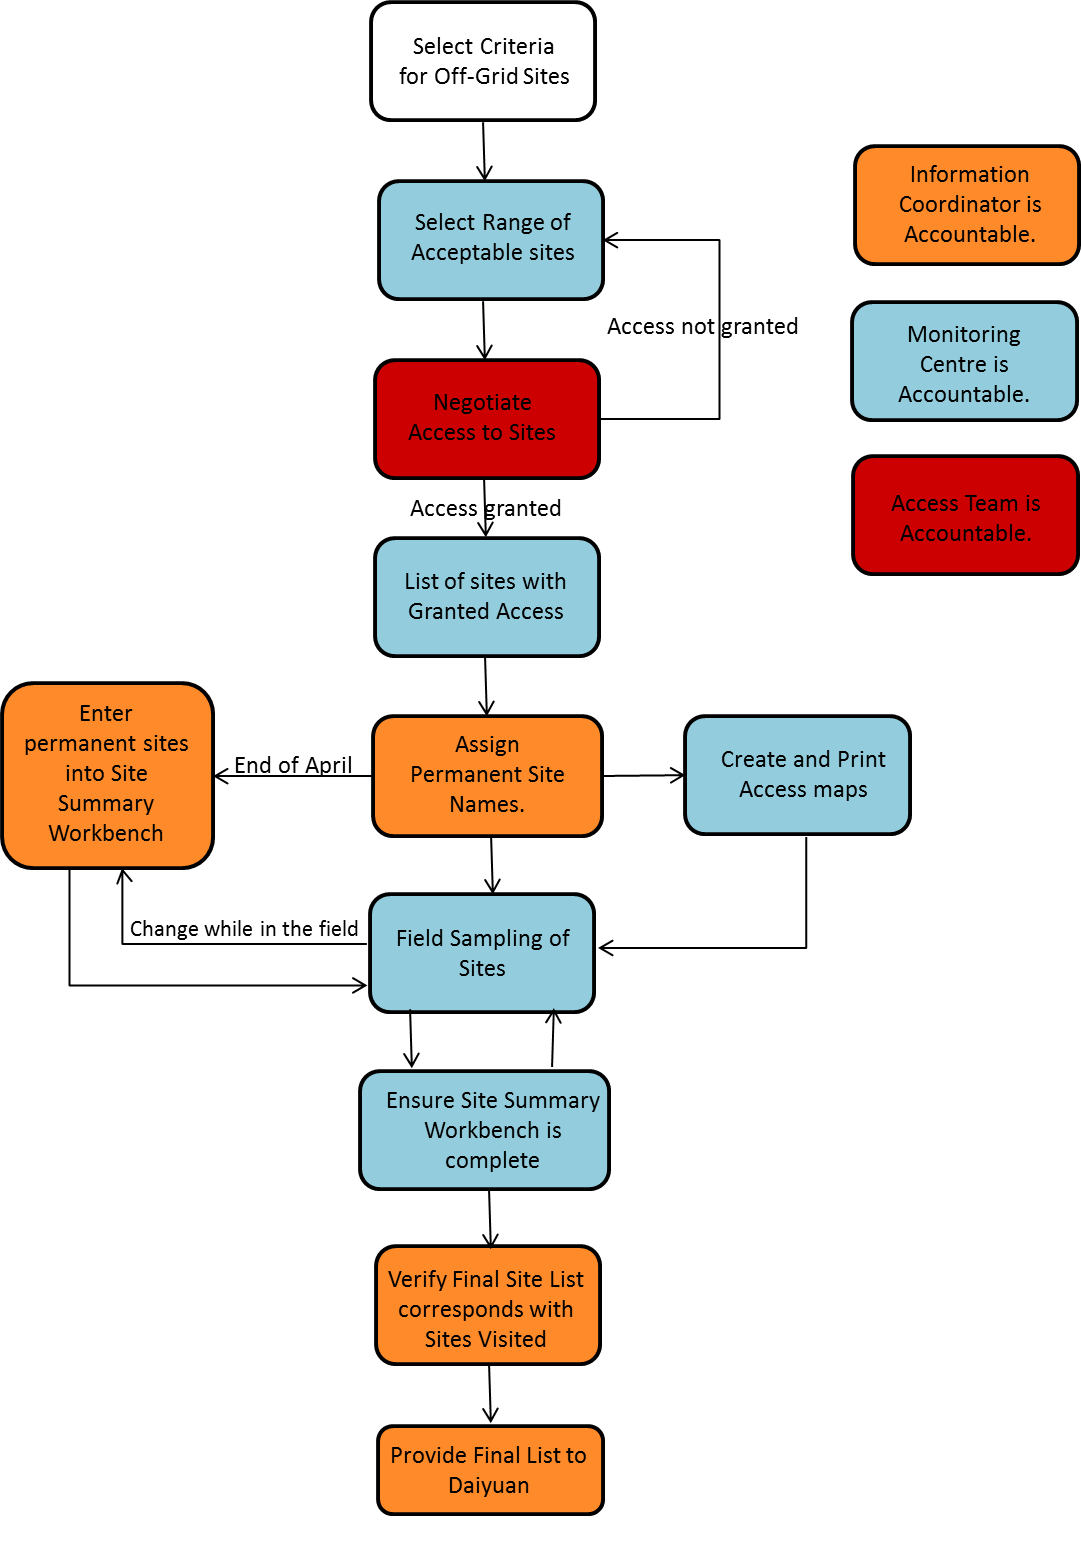 Select Criteria
for Off-Grid Sites
Information
Coordinator is
Accountable.
Select Range of
Acceptable sites
Access not granted
Monitoring
Centre is
Accountable.
Negotiate
Access to Sites
Access granted
Access Team is
Accountable.
List of sites with
Granted Access
Enter
permanent sites
into Site
Summary
Workbench
End of April
Assign
Permanent Site
Names.
Create and Print
Access maps
Change while in the field
Field Sampling of
Sites
Ensure Site Summary
Workbench is
complete
Verify Final Site List
corresponds with
Sites Visited
Provide Final List to
Daiyuan